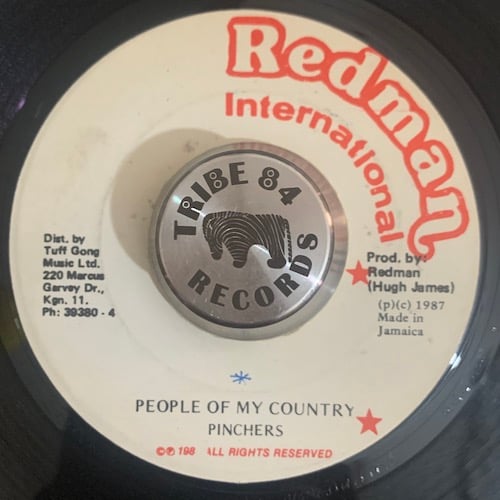 Redman
International
TRIBE 84
RECORDS
Dist. by
Tuff Gong
Music Ltd.
220 Marcus
Garvey Dr.,
Kgn. 11.
Ph: 39380 - 4
Prod. by:
Redman
(Hugh James)
(p)(c) 1987
Made in
Jamaica
PEOPLE OF MY COUNTRY
PINCHERS
©℗ 198 ALL RIGHTS RESERVED